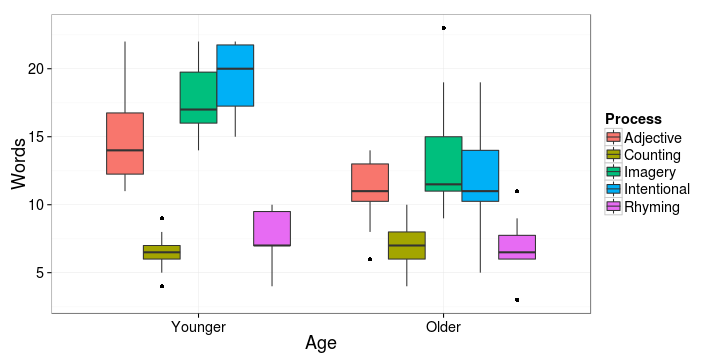 Words
20
15
10
5
Younger
Older
Age
Process
Adjective
Counting
Imagery
Intentional
Rhyming